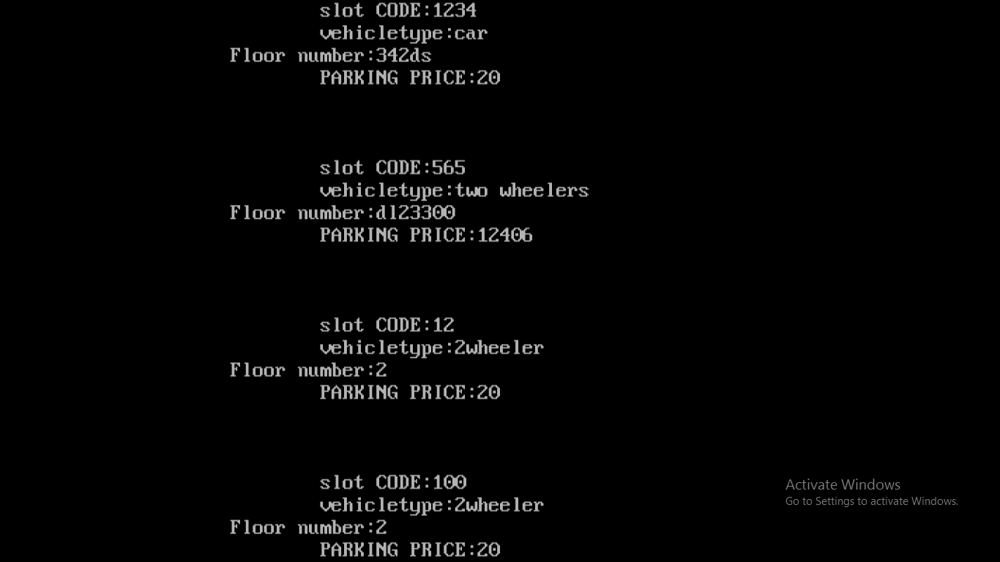 slot CODE:1234
vehicletype:car
Floor number:342ds
PARKING PRICE:20
slot CODE:565
vehicletype:two wheelers
Floor number:dl23300
PARKING PRICE:12406
slot CODE:12
vehicletype:2wheeler
Floor number:2
PARKING PRICE:20
slot CODE:100
vehicletype:2wheeler
Floor number:2
PARKING PRICE:20
Activate Windows
Go to Settings to activate Windows.